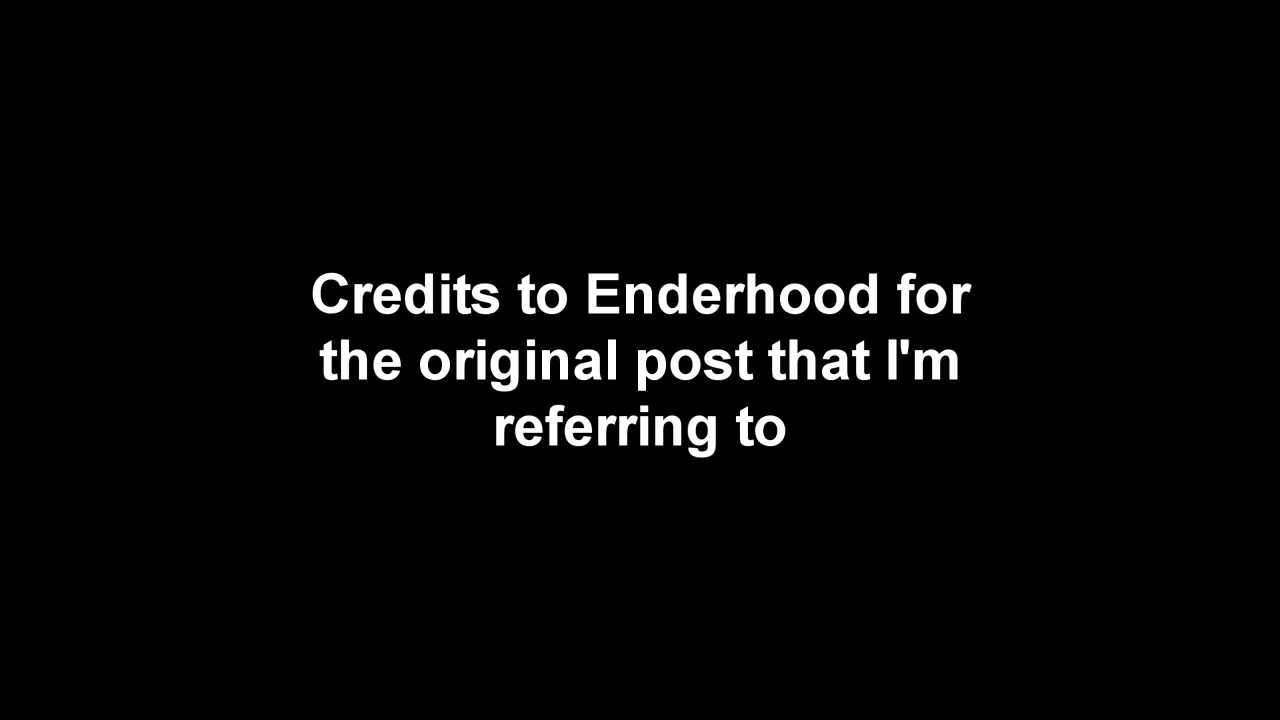 Credits to Enderhood for
the original post that I'm
referring to